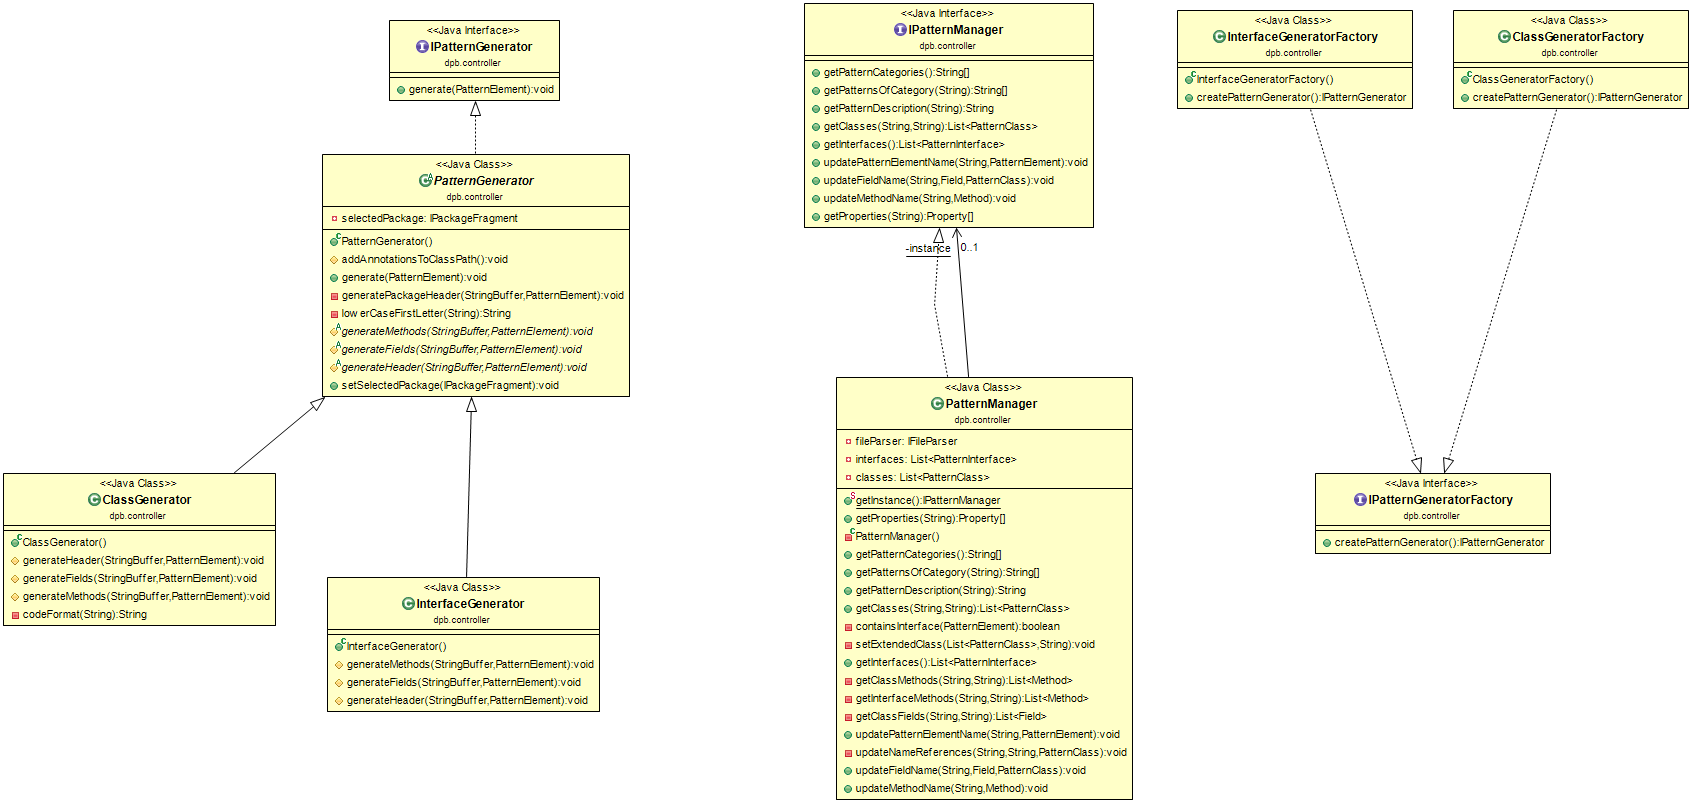 <<Java Interface>>
IPatternGenerator
dpb.controller
generate(PatternElement):void
<<Java Class>>
PatternGenerator
dpb.controller
selectedPackage: IPackageFragment
PatternGenerator()
addAnnotationsToClassPath():void
generate(PatternElement):void
generatePackageHeader(StringBuffer,PatternElement):void
lowerCaseFirstLetter(String):String
generateMethods(StringBuffer,PatternElement):void
generateFields(StringBuffer,PatternElement):void
generateHeader(StringBuffer,PatternElement):void
setSelectedPackage(IPackageFragment):void
<<Java Class>>
ClassGenerator
dpb.controller
ClassGenerator()
generateHeader(StringBuffer,PatternElement):void
generateFields(StringBuffer,PatternElement):void
generateMethods(StringBuffer,PatternElement):void
codeFormat(String):String
<<Java Class>>
InterfaceGenerator
dpb.controller
InterfaceGenerator()
generateMethods(StringBuffer,PatternElement):void
generateFields(StringBuffer,PatternElement):void
generateHeader(StringBuffer,PatternElement):void
<<Java Interface>>
IPatternManager
dpb.controller
getPatternCategories():String[]
getPatternsOfCategory(String):String[]
getPatternDescription(String):String
getClasses(String,String):List<PatternClass>
getInterfaces():List<PatternInterface>
updatePatternElementName(String,PatternElement):void
updateFieldName(String,Field,PatternClass):void
updateMethodName(String,Method):void
getProperties(String):Property[]
-instance 0..1
<<Java Class>>
PatternManager
dpb.controller
fileParser: IFileParser
interfaces: List<PatternInterface>
classes: List<PatternClass>
getInstance():IPatternManager
getProperties(String):Property[]
PatternManager()
getPatternCategories():String[]
getPatternsOfCategory(String):String[]
getPatternDescription(String):String
getClasses(String,String):List<PatternClass>
containsInterface(PatternElement):boolean
setExtendedClass(List<PatternClass>,String):void
getInterfaces():List<PatternInterface>
getClassMethods(String,String):List<Method>
getInterfaceMethods(String,String):List<Method>
getClassFields(String,String):List<Field>
updatePatternElementName(String,PatternElement):void
updateNameReferences(String,String,PatternClass):void
updateFieldName(String,Field,PatternClass):void
updateMethodName(String,Method):void
<<Java Class>>
InterfaceGeneratorFactory
dpb.controller
InterfaceGeneratorFactory()
createPatternGenerator():IPatternGenerator
<<Java Class>>
ClassGeneratorFactory
dpb.controller
ClassGeneratorFactory()
createPatternGenerator():IPatternGenerator
<<Java Interface>>
IPatternGeneratorFactory
dpb.controller
createPatternGenerator():IPatternGenerator